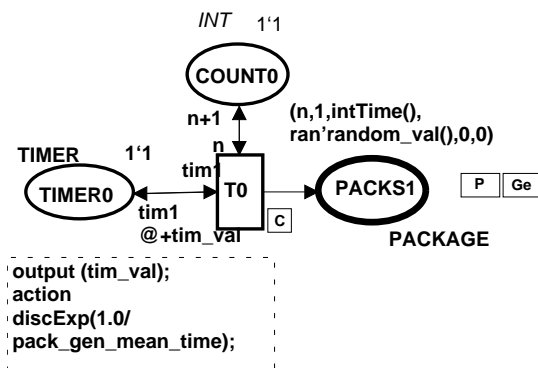 INT 1'1
COUNT0
n+1
n
(n,1,intTime(),
ran'random_val(),0,0)
TIMER 1'1
tim1
TIMER0
T0
PACKS1
P Ge
tim1
@+tim_val
C
PACKAGE
output (tim_val);
action
discExp(1.0/
pack_gen_mean_time);